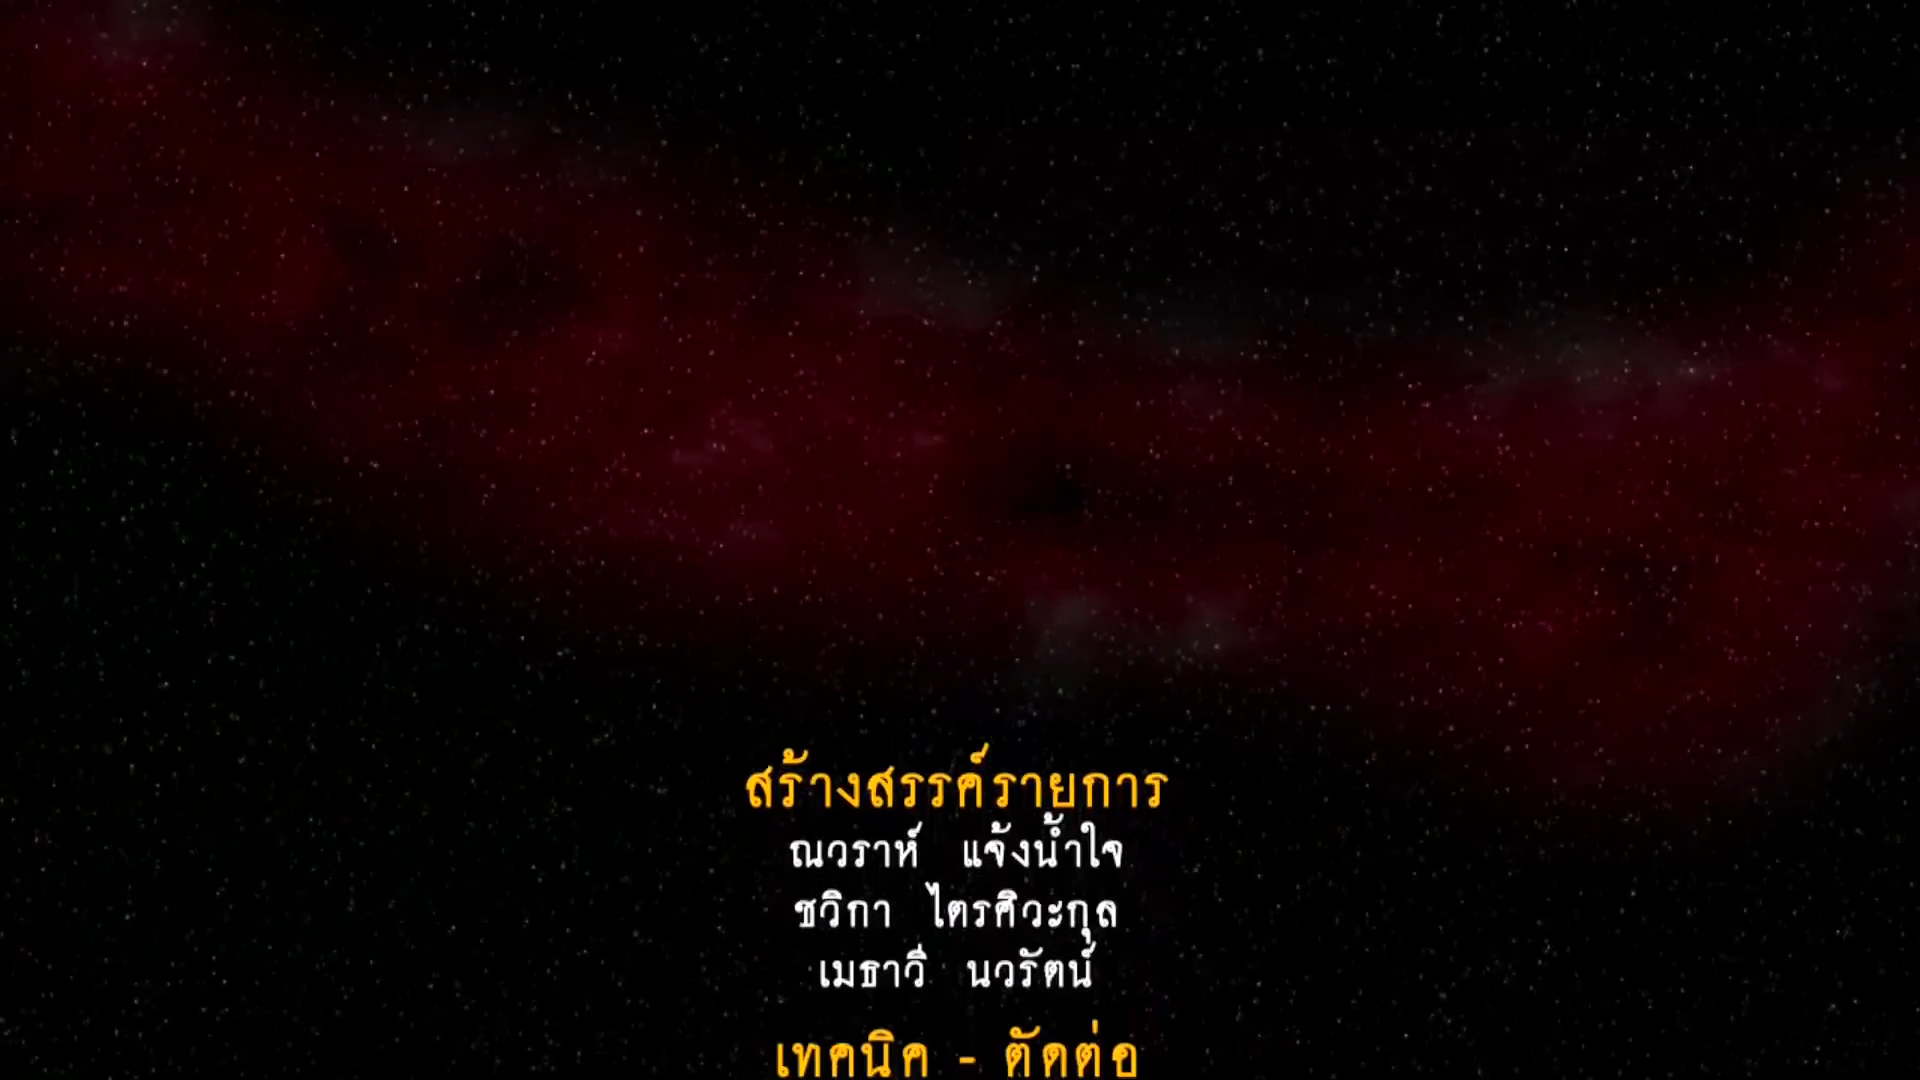 สร้างสรรค์รายการ
ณวราห์ แจ้งน้ำใจ
ชวิกา ไตรศิวะกุล
เมธาวี นวรัตน์
เทคนิค - ตัดต่อ